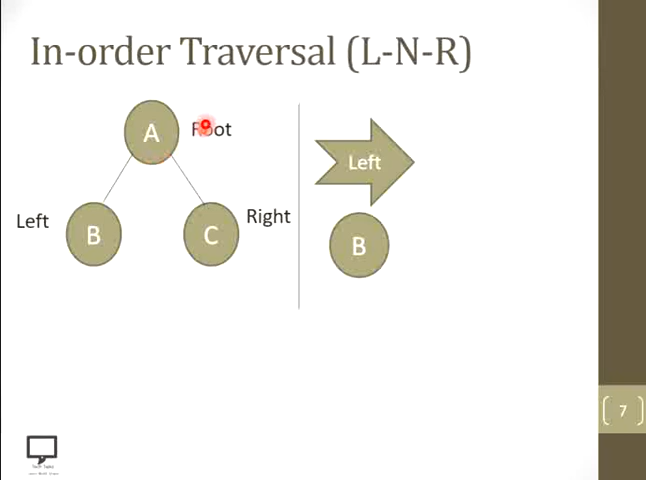 In-order Traversal (L-N-R)
A
Root
Left
B
C
Right
Left
B
7